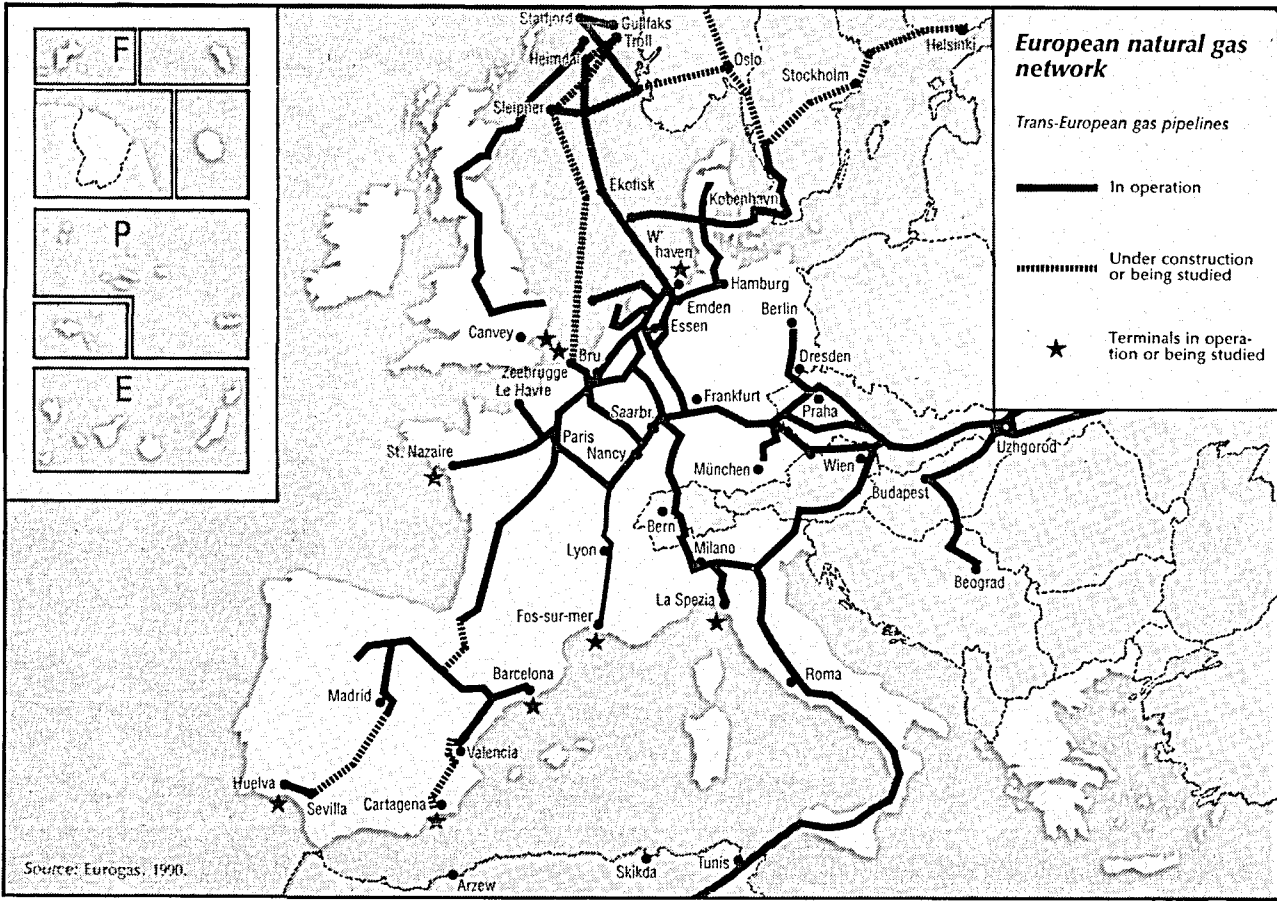 F
P
E
European natural gas
network
Trans-European gas pipelines
In operation
Under construction
or being studied
Terminals in opera-
tion or being studied
Statfjord
Gullfaks
Troll
Heimdal
Sleipner
Oslo
Stockholm
Helsinki
Ekofisk
København
W'
haven
Hamburg
Emden
Essen
Berlin
Dresden
Canvey
Bru
Zeebrugge
Le Havre
Frankfurt
Praha
Saarbr.
Paris
Nancy
St. Nazaire
München
Wien
Uzhgorod
Budapest
Bern
Lyon
Milano
Beograd
La Spezia
Fos-sur-mer
Barcelona
Madrid
Roma
Valencia
Huelva
Sevilla
Cartagena
Skikda
Tunis
Arzew
Source: Eurogas, 1990.